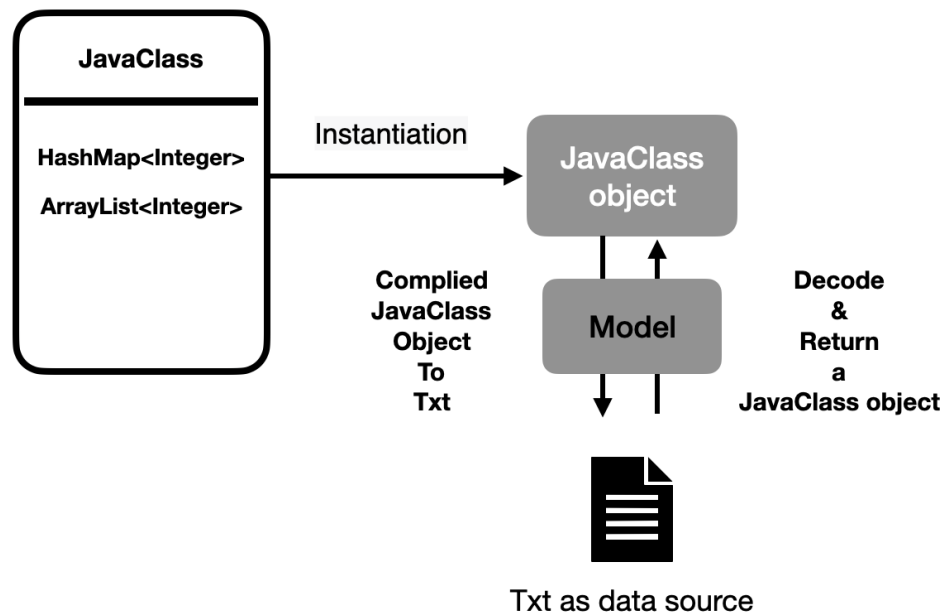 JavaClass
HashMap<Integer>
ArrayList<Integer>
Instantiation
JavaClass
object
Complied
JavaClass
Object
To
Txt
Model
Decode
&
Return
a
JavaClass object
Txt as data source